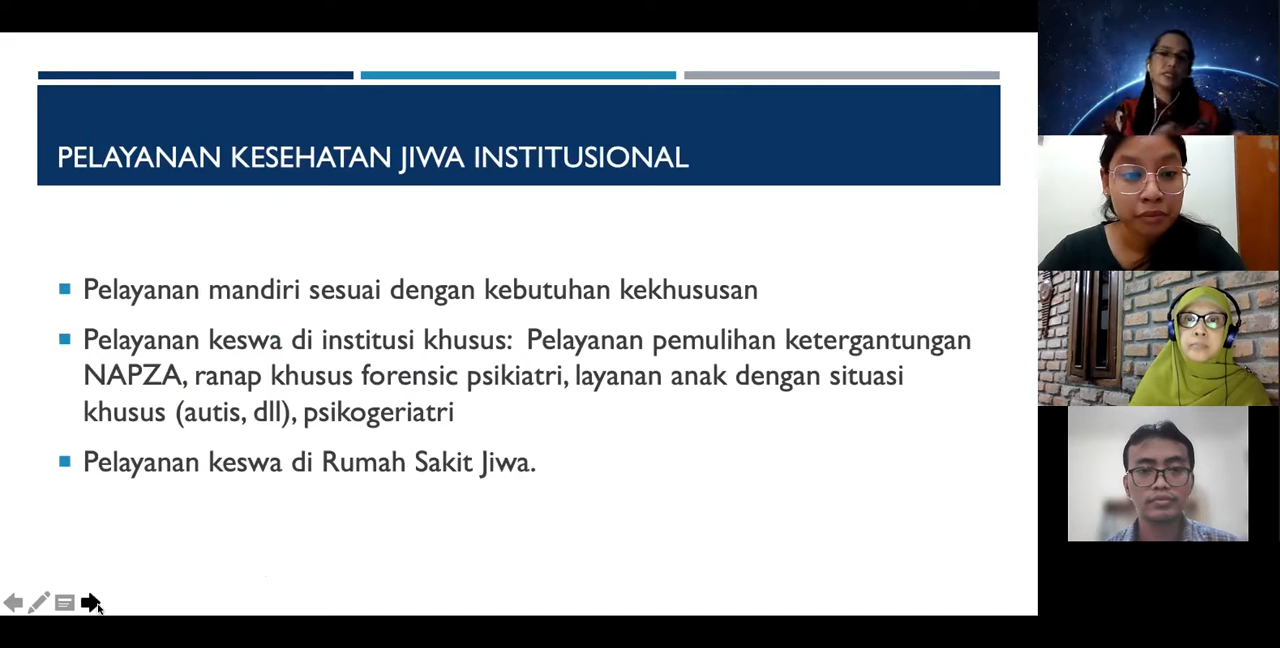 PELAYANAN KESEHATAN JIWA INSTITUSIONAL
Pelayanan mandiri sesuai dengan kebutuhan kekhususan
Pelayanan keswa di institusi khusus: Pelayanan pemulihan ketergantungan
NAPZA, ranap khusus forensic psikiatri, layanan anak dengan situasi
khusus (autis, dll), psikogeriatri
Pelayanan keswa di Rumah Sakit Jiwa.